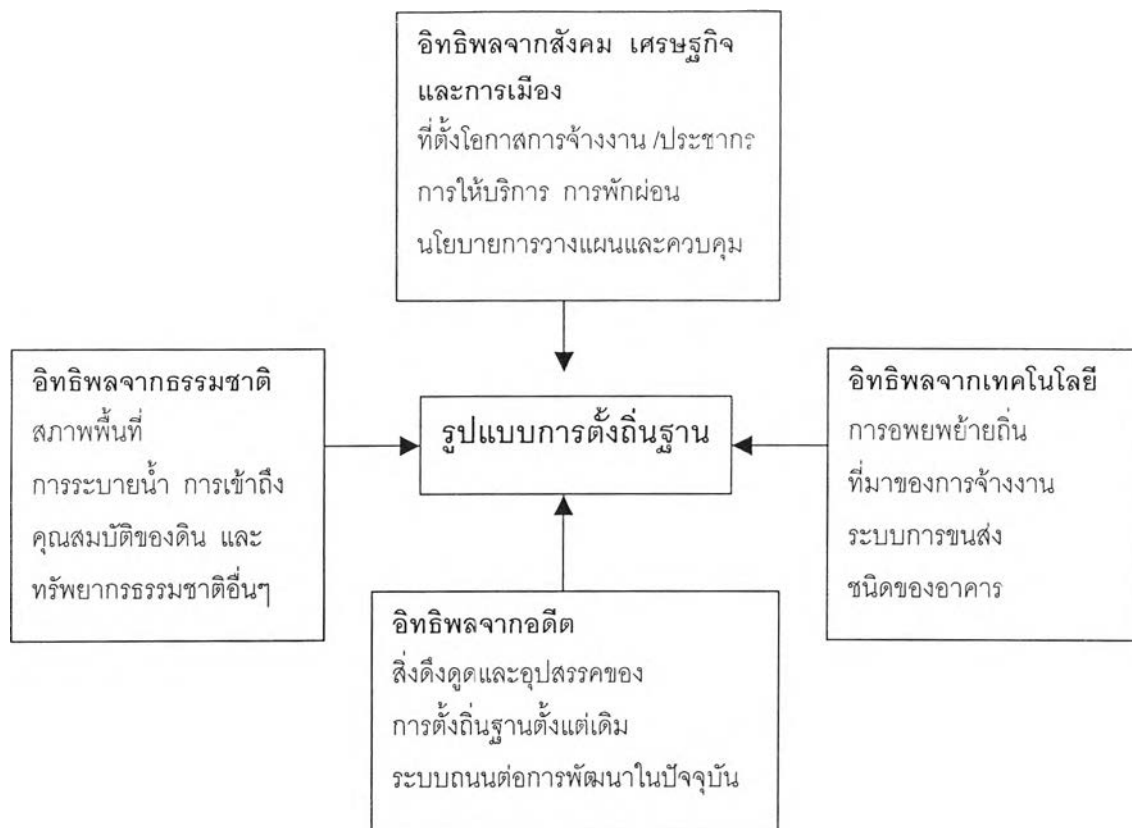 อิทธิพลจากสังคม เศรษฐกิจ
และการเมือง
ที่ตั้งโอกาสการจ้างงาน /ประชากร
การให้บริการ การพักผ่อน
นโยบายการวางแผนและควบคุม
อิทธิพลจากธรรมชาติ
สภาพพื้นที่
การระบายน้ำ การเข้าถึง
คุณสมบัติของดิน และ
ทรัพยากรธรรมชาติอื่นๆ
รูปแบบการตั้งถิ่นฐาน
อิทธิพลจากเทคโนโลยี
การอพยพย้ายถิ่น
ที่มาของการจ้างงาน
ระบบการขนส่ง
ชนิดของอาคาร
อิทธิพลจากอดีต
สิ่งดึงดูดและอุปสรรคของ
การตั้งถิ่นฐานตั้งแต่เดิม
ระบบถนนต่อการพัฒนาในปัจจุบัน